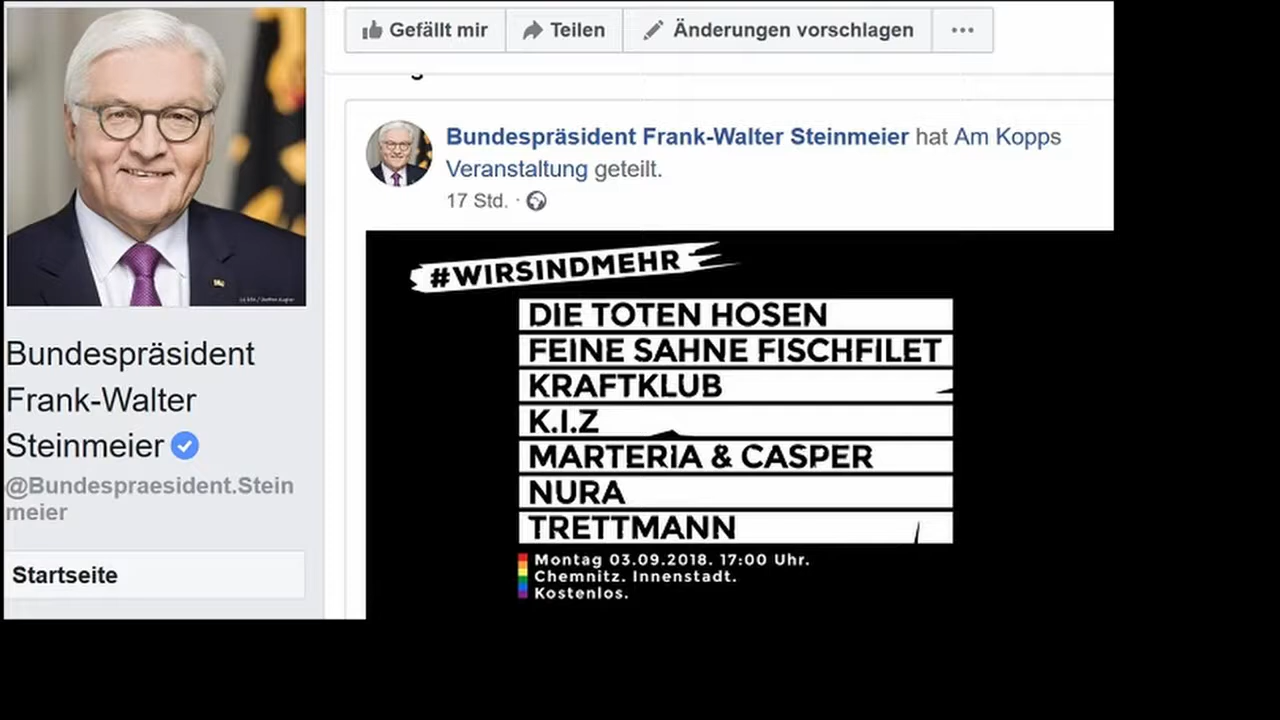 Gefällt mir
Teilen
Änderungen vorschlagen
Bundespräsident Frank-Walter Steinmeier hat Am Kopps
Veranstaltung geteilt.
17 Std.
#WIRSINDMEHR
DIE TOTEN HOSEN
FEINE SAHNE FISCHFILET
KRAFTKLUB
K.I.Z
MARTERIA & CASPER
NURA
TRETTMANN
Montag 03.09.2018. 17:00 Uhr.
Chemnitz. Innenstadt.
Kostenlos.
Bundespräsident
Frank-Walter
Steinmeier
@Bundespraesident.Stein
meier
Startseite